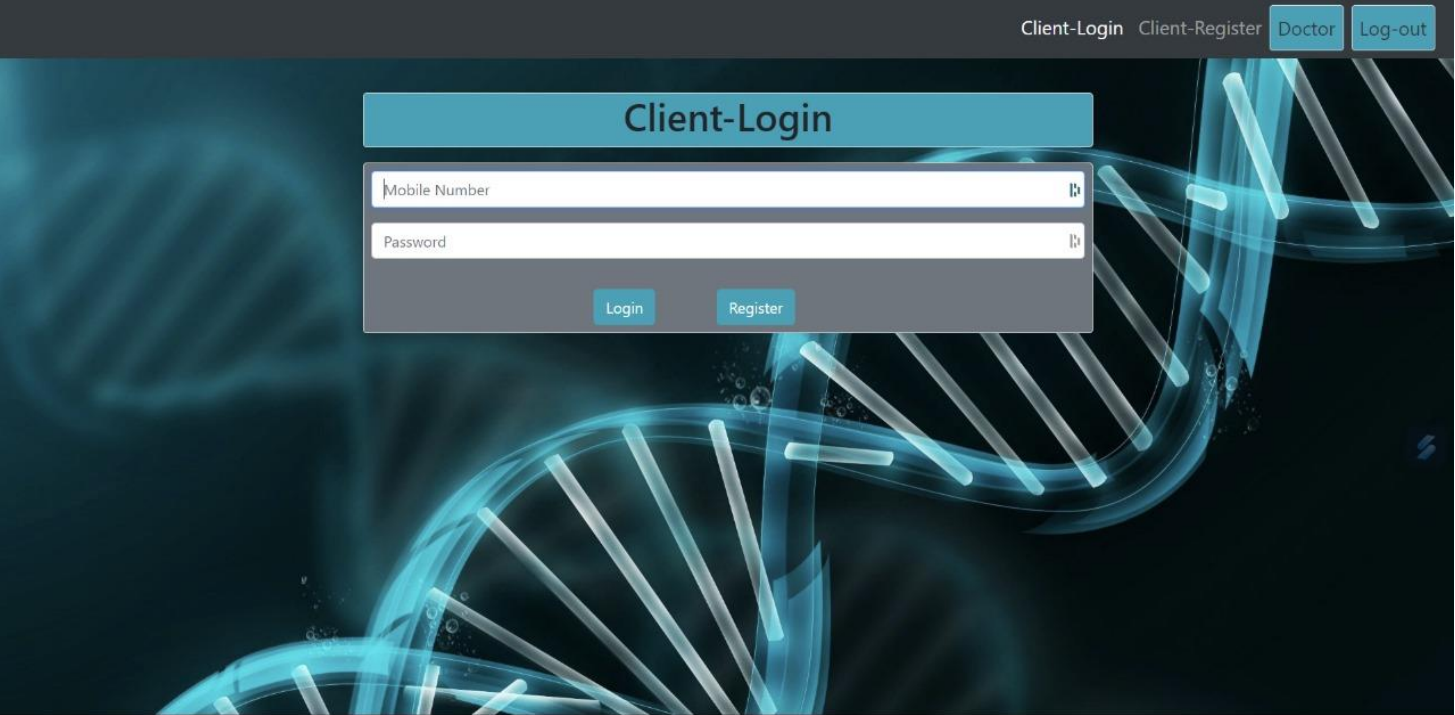 Client-Login Client-Register Doctor Log-out
Client-Login
Mobile Number
Password
Login Register